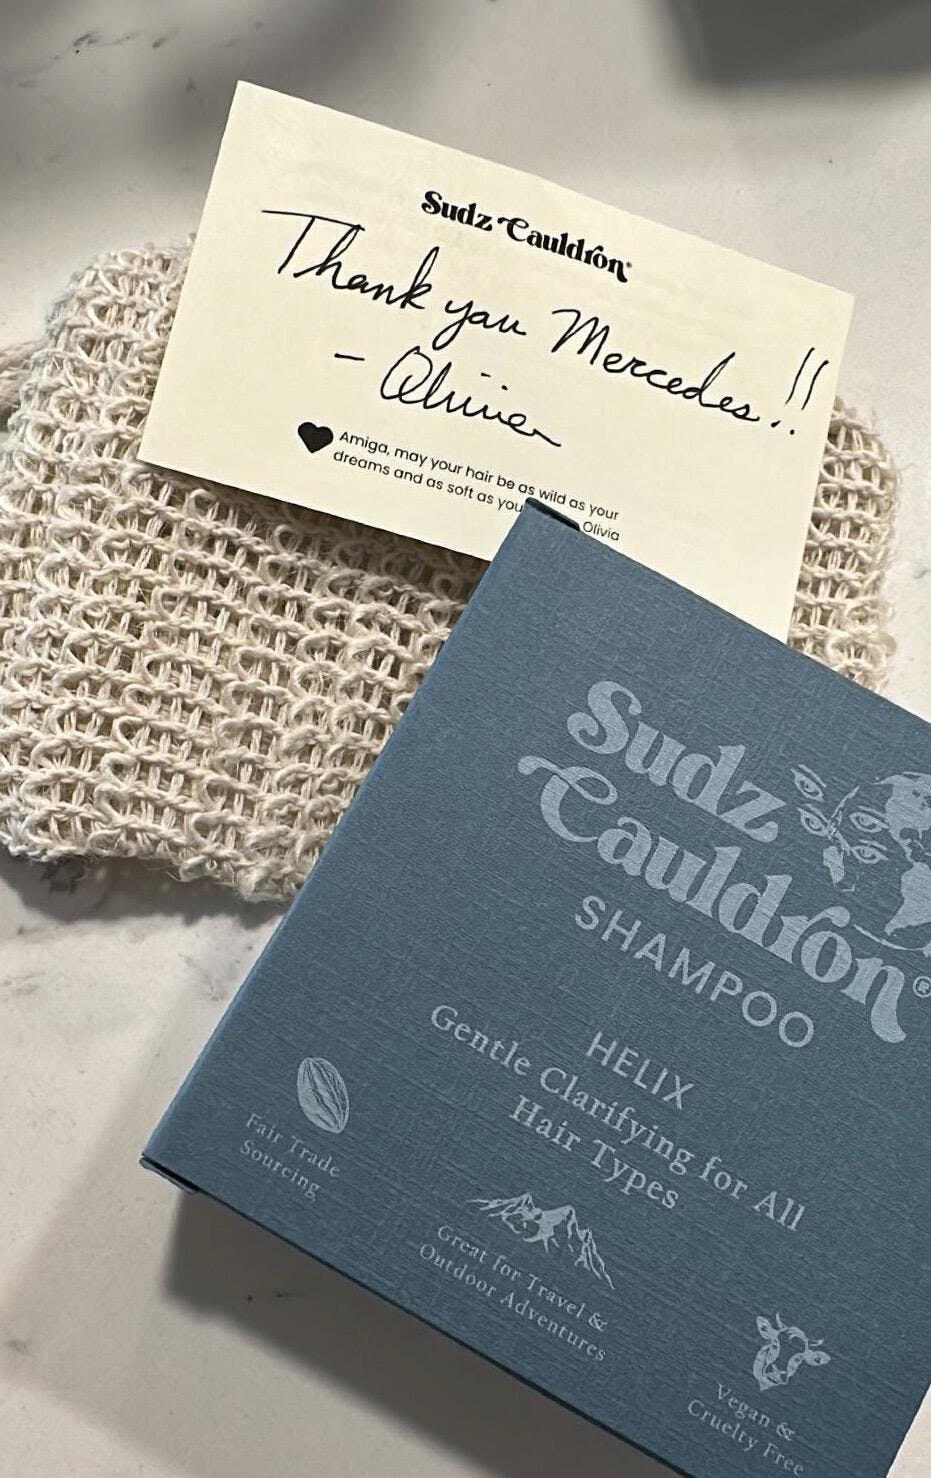 Sudz Cauldron®
Thank you Mercedes!!
- Olivia
Amiga, may your hair be as wild as your
dreams and as soft as you
Olivia
Sudz
Cauldron®
SHAMPOO
HELIX
Gentle Clarifying for All
Hair Types
Fair Trade
Sourcing
Great for Travel &
Outdoor Adventures
Vegan &
Cruelty Free